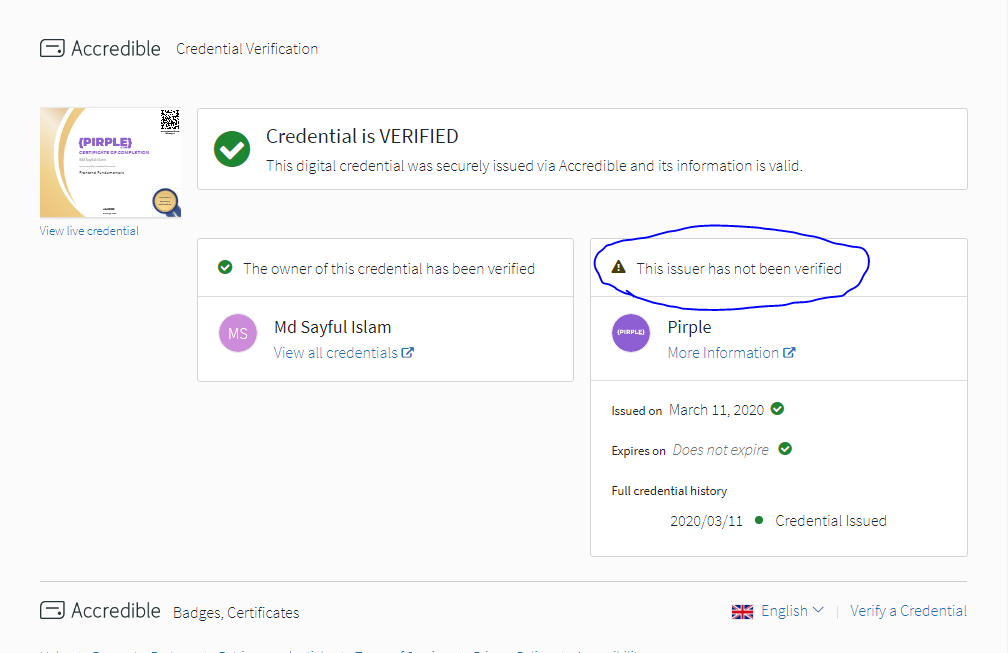 Accredible Credential Verification
{PIRPLE}
CERTIFICATE OF COMPLETION
Md Sayful Islam
Frontend Fundamentals
View live credential
Credential is VERIFIED
This digital credential was securely issued via Accredible and its information is valid.
The owner of this credential has been verified
MS
Md Sayful Islam
View all credentials
This issuer has not been verified
{PIRPLE}
Pirple
More Information
Issued on March 11, 2020
Expires on Does not expire
Full credential history
2020/03/11 Credential Issued
Accredible Badges, Certificates
English | Verify a Credential